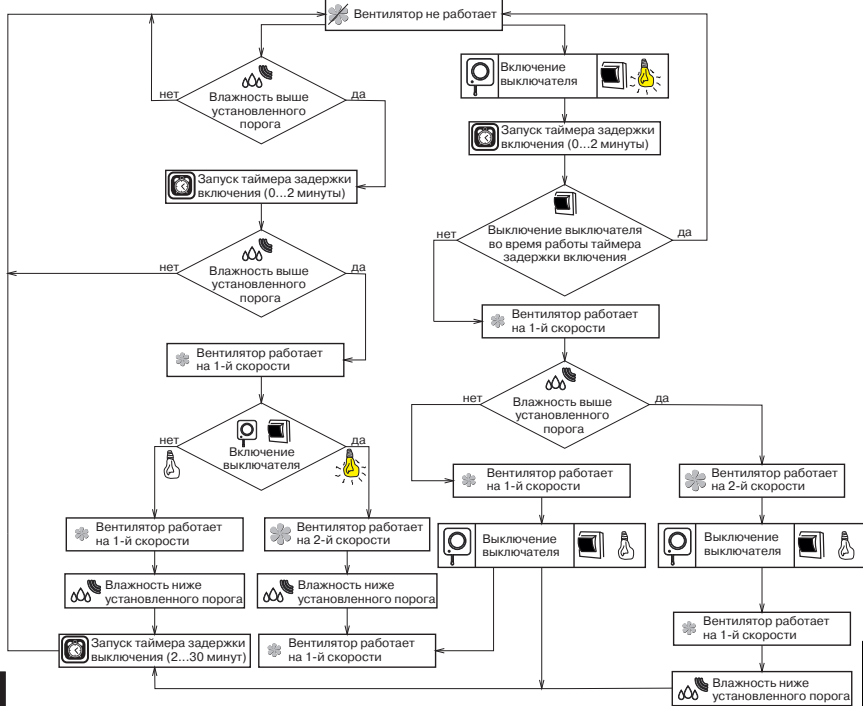 Вентилятор не работает
Влажность выше
установленного
порога
нет
да
Запуск таймера задержки
включения (0...2 минуты)
Влажность выше
установленного
порога
нет
да
Вентилятор работает
на 1-й скорости
Включение
выключателя
нет
да
Вентилятор работает
на 1-й скорости
Вентилятор работает
на 2-й скорости
Влажность ниже
установленного порога
Влажность ниже
установленного порога
Запуск таймера задержки
выключения (2...30 минут)
Вентилятор работает
на 1-й скорости
Включение
выключателя
Запуск таймера задержки
включения (0...2 минуты)
Выключение выключателя
во время работы таймера
задержки включения
нет
да
Вентилятор работает
на 1-й скорости
Влажность выше
установленного
порога
нет
да
Вентилятор работает
на 1-й скорости
Вентилятор работает
на 2-й скорости
Выключение
выключателя
Выключение
выключателя
Вентилятор работает
на 1-й скорости
Влажность ниже
установленного порога